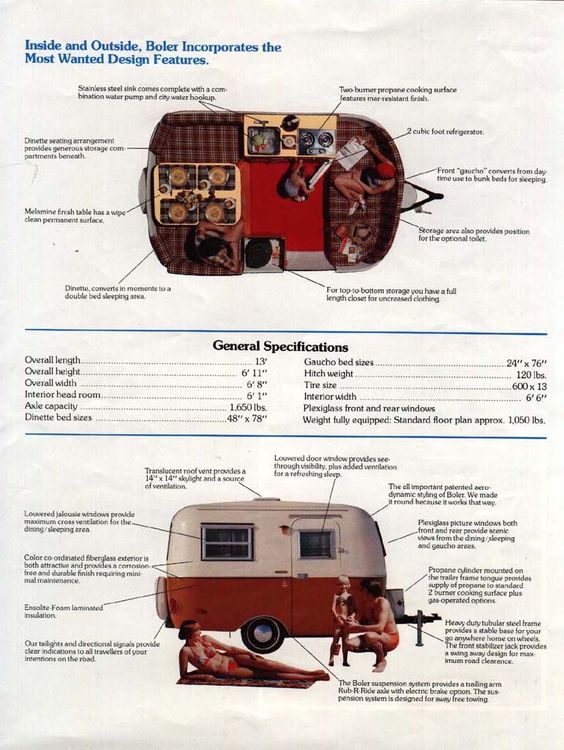 Inside and Outside, Boler Incorporates the
Most Wanted Design Features.
Stainless steel sink comes complete with a com-
bination water pump and city water hookup.
Two-burner propane cooking surface
features mar-resistant finish.
2 cubic foot refrigerator.
Dinette seating arrangement
provides generous storage com-
partments beneath.
Front "gaucho" converts from day-
time use to bunk beds for sleeping.
Melamine finish table has a wipe
clean permanent surface.
Storage area also provides position
for the optional toilet.
Dinette, converts in moments to a
double bed sleeping area.
For top-to-bottom storage you have a full
length closet for uncreased clothing.
General Specifications
Overall length 13'
Overall height 6' 11"
Overall width 6' 8"
Interior head room 6' 1"
Axle capacity 1,650 lbs.
Dinette bed sizes 48" x 78"
Gaucho bed sizes 24" x 76"
Hitch weight 120 lbs.
Tire size 600 x 13
Interior width 6' 6"
Plexiglass front and rear windows
Weight fully equipped: Standard floor plan approx. 1,050 lbs.
Louvered door window provides see-
through visibility, plus added ventilation
for a refreshing sleep.
Translucent roof vent provides a
14" x 14" skylight and a source
of ventilation.
The all important patented aero-
dynamic styling of Boler. We made
it round because it works that way.
Louvered jalousie windows provide
maximum cross ventilation for the
dining/sleeping area.
Plexiglass picture windows both
front and rear provide scenic
views from the dining/sleeping
and gaucho areas.
Color co-ordinated fiberglass exterior is
both attractive and provides a corrosion-
free and durable finish requiring mini-
mal maintenence.
Propane cylinder mounted on
the trailer frame tongue provides
supply of propane to standard
2 burner cooking surface plus
gas-operated options.
Ensolite-Foam laminated
insulation.
Heavy duty tubular steel frame
provides a stable base for your
go anywhere home on wheels.
The front stabilizer jack provides
a swing away design for max-
imum road clearance.
Our tailights and directional signals provide
clear indications to all travellers of your
intentions on the road.
The Boler suspension system provides a trailing arm
Rub-R-Ride axle with electric brake option. The sus-
pension system is designed for sway free towing.